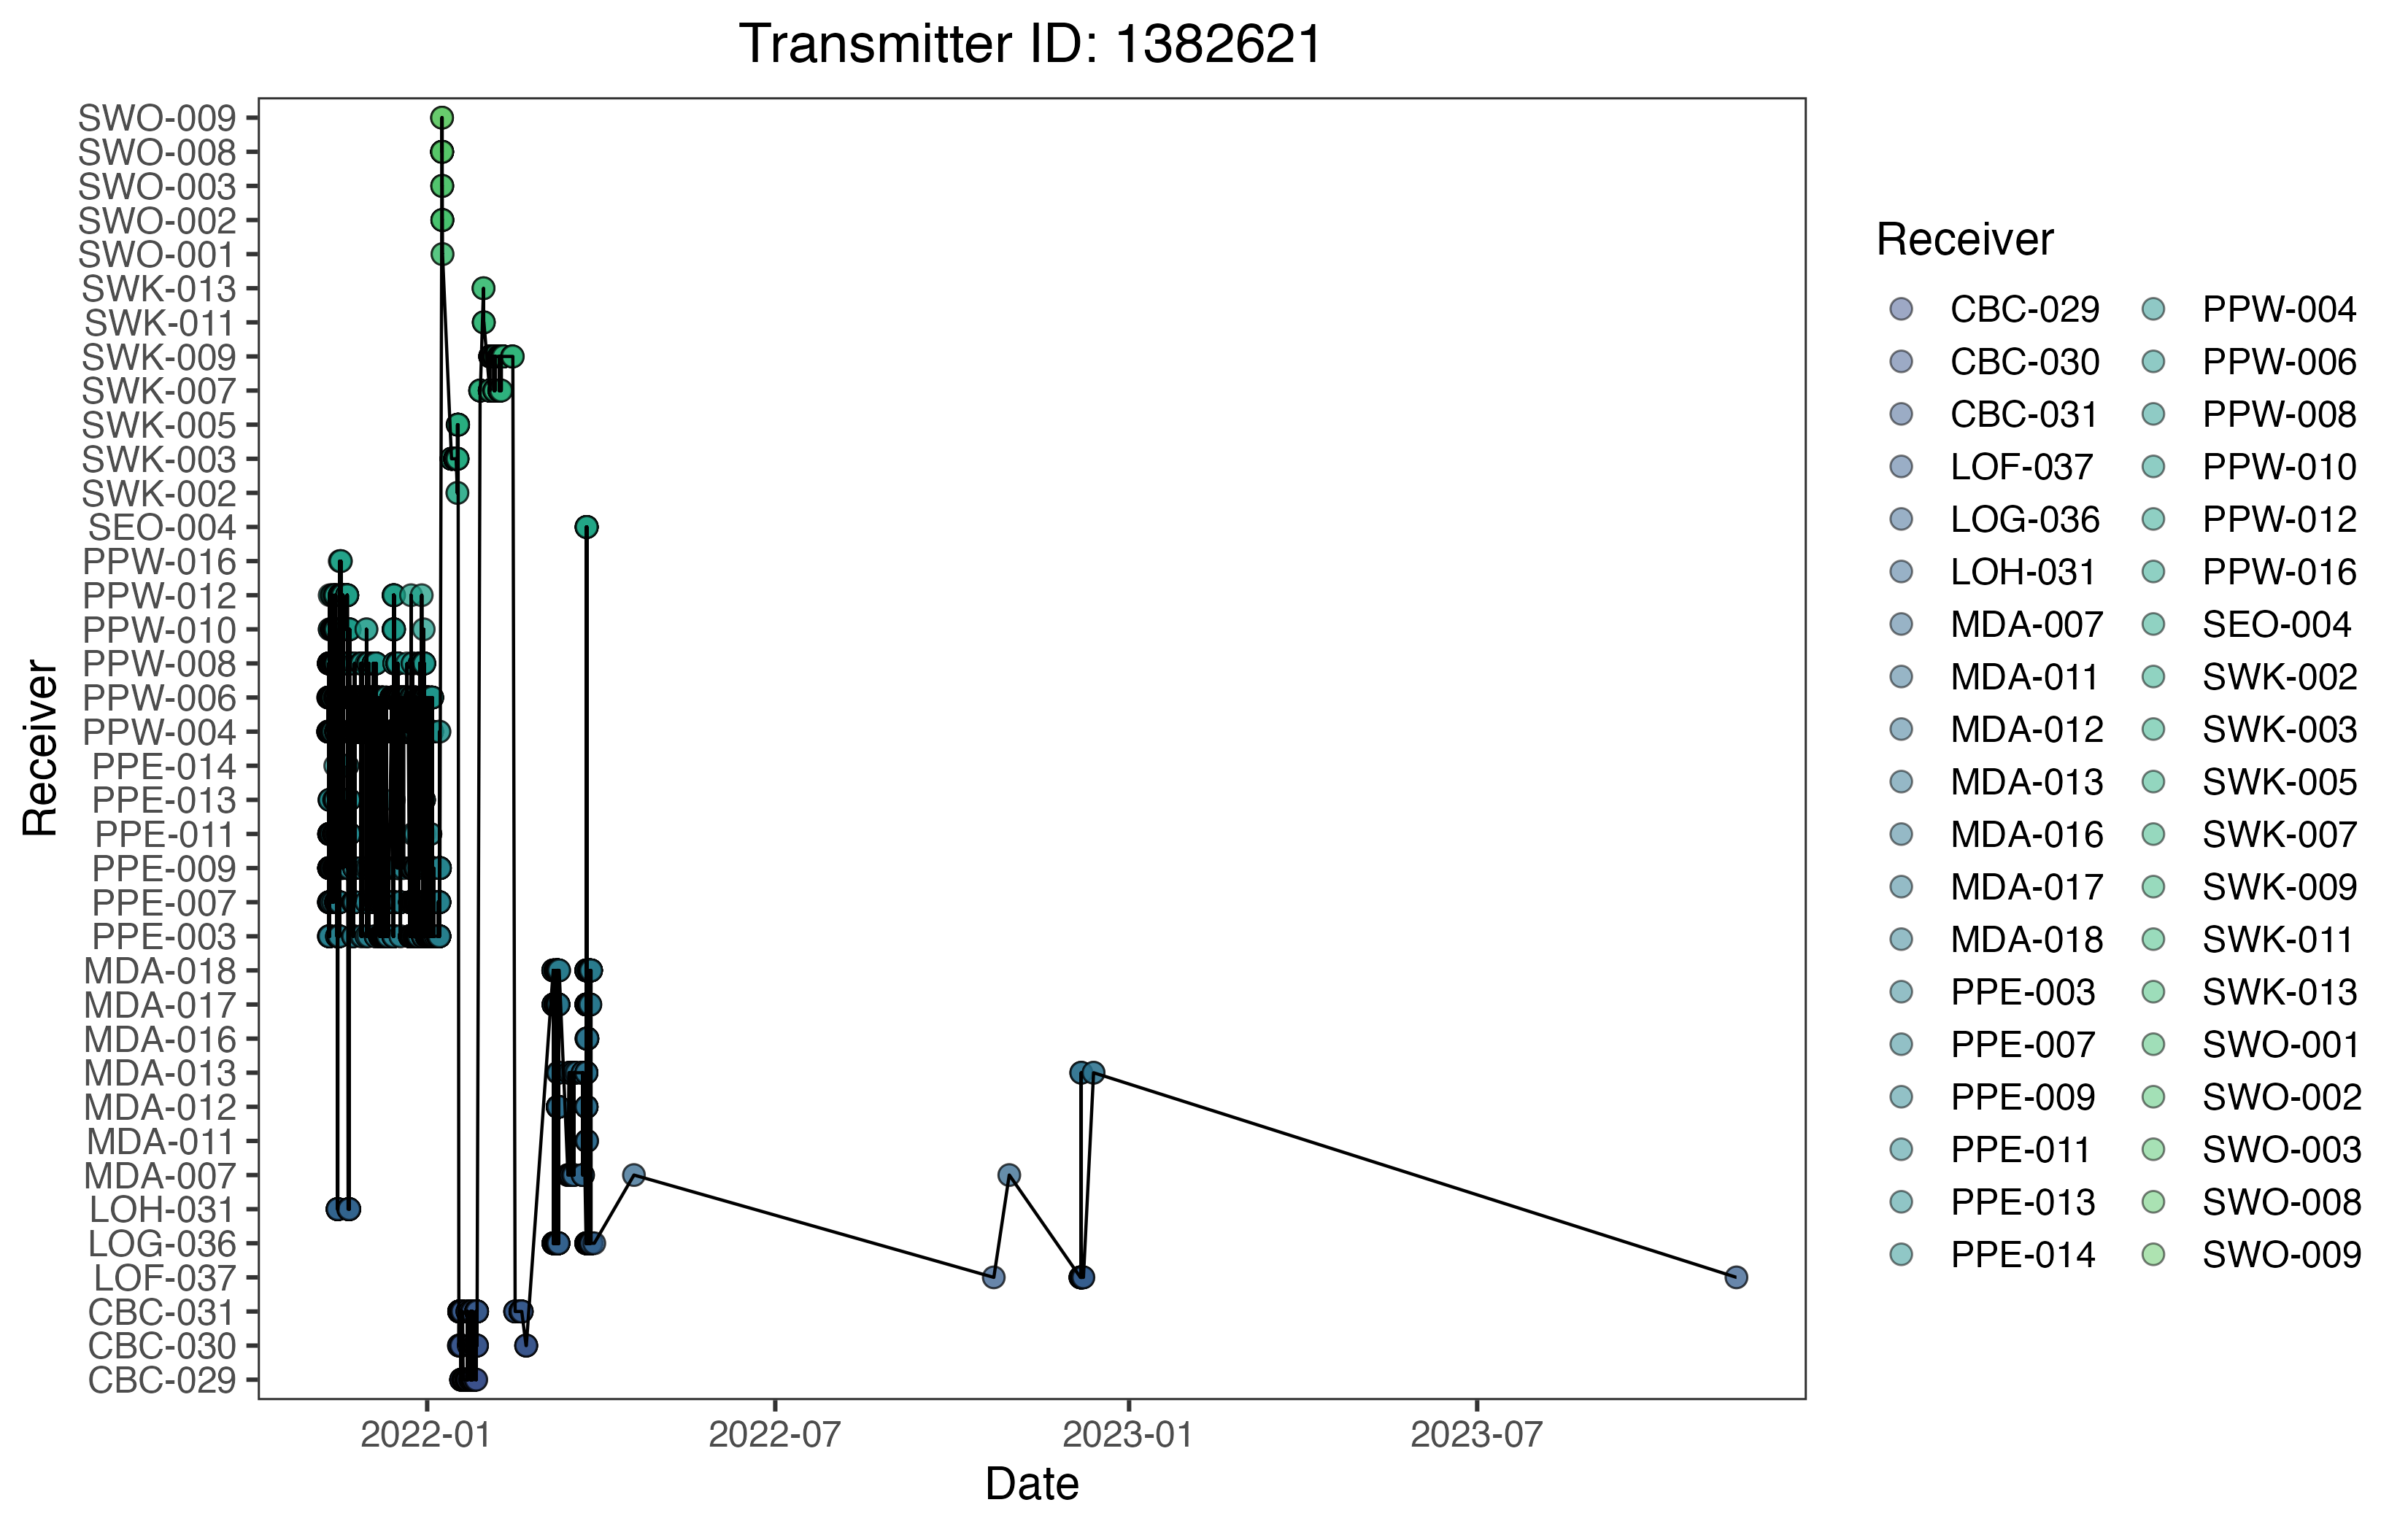 Transmitter ID: 1382621
Receiver
SWO-009
SWO-008
SWO-003
SWO-002
SWO-001
SWK-013
SWK-011
SWK-009
SWK-007
SWK-005
SWK-003
SWK-002
SEO-004
PPW-016
PPW-012
PPW-010
PPW-008
PPW-006
PPW-004
PPE-014
PPE-013
PPE-011
PPE-009
PPE-007
PPE-003
MDA-018
MDA-017
MDA-016
MDA-013
MDA-012
MDA-011
MDA-007
LOH-031
LOG-036
LOF-037
CBC-031
CBC-030
CBC-029
2022-01 2022-07 2023-01 2023-07
Date
Receiver
CBC-029 PPW-004
CBC-030 PPW-006
CBC-031 PPW-008
LOF-037 PPW-010
LOG-036 PPW-012
LOH-031 PPW-016
MDA-007 SEO-004
MDA-011 SWK-002
MDA-012 SWK-003
MDA-013 SWK-005
MDA-016 SWK-007
MDA-017 SWK-009
MDA-018 SWK-011
PPE-003 SWK-013
PPE-007 SWO-001
PPE-009 SWO-002
PPE-011 SWO-003
PPE-013 SWO-008
PPE-014 SWO-009